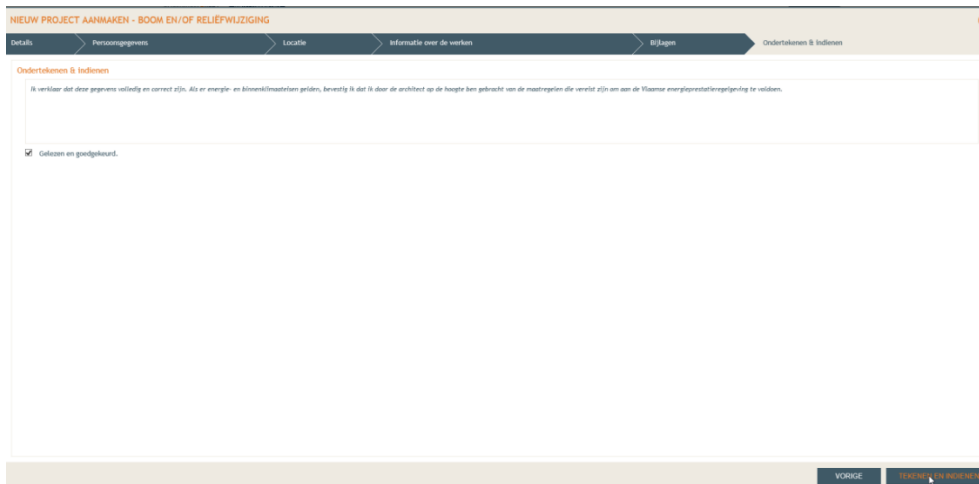 NIEUW PROJECT AANMAKEN - BOOM EN/OF RELIËFWIJZIGING
Details
Persoonsgegevens
Locatie
Informatie over de werken
Bijlagen
Ondertekenen & Indienen
Ondertekenen & Indienen
Ik verklaar dat deze gegevens volledig en correct zijn. Als er energie- en binnenklimaateisen gelden, bevestig ik dat ik door de architect op de hoogte ben gebracht van de maatregelen die vereist zijn om aan de Vlaamse energieprestatieregelgeving te voldoen.
Gelezen en goedgekeurd.
VORIGE
TEKENEN EN INDIENEN